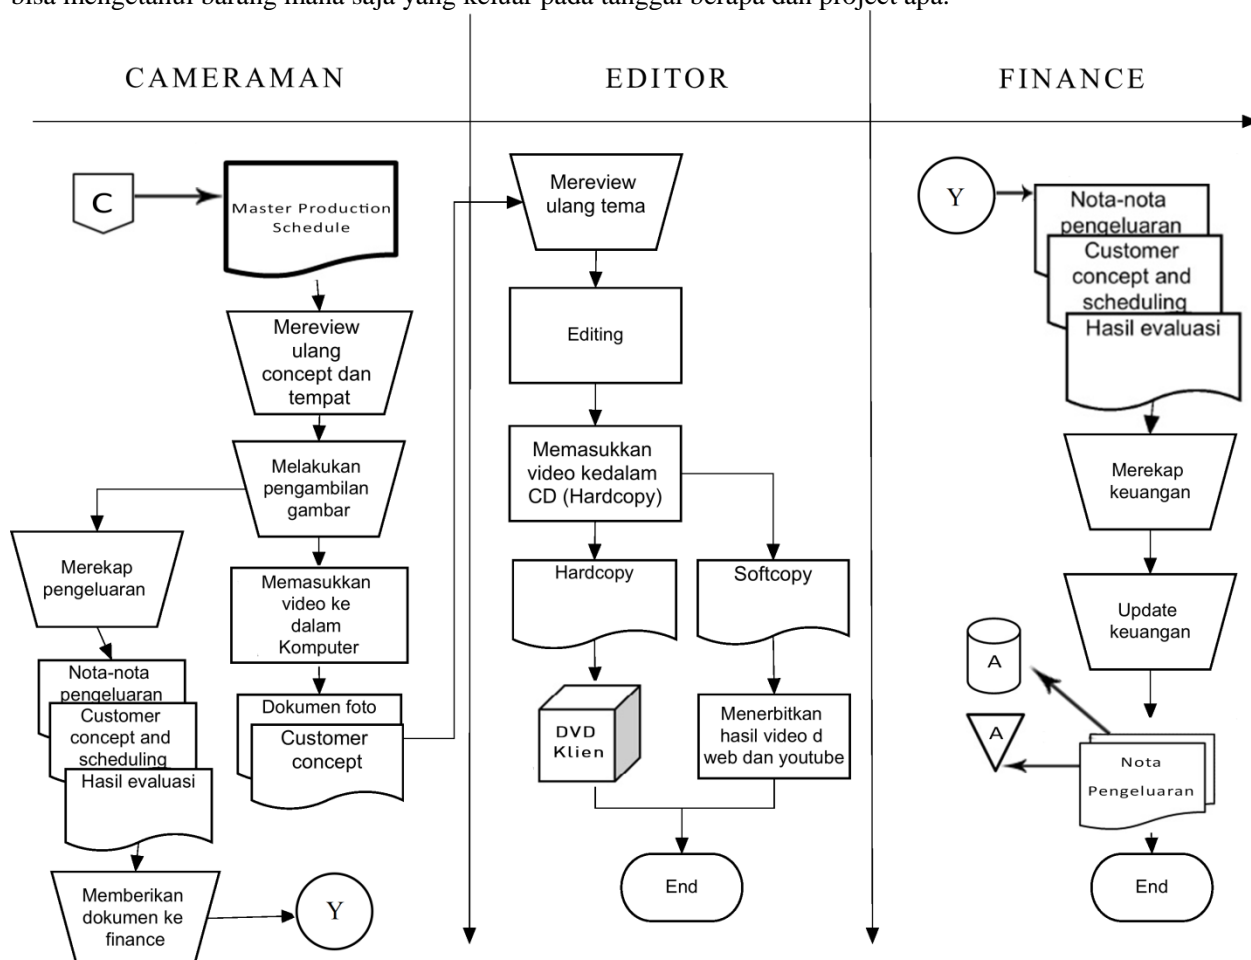 bisa mengetahui barang mana saja yang keluar pada tanggal berapa dan project apa.
CAMERAMAN
EDITOR
FINANCE
C
Master Production
Schedule
Mereview
ulang
concept dan
tempat
Melakukan
pengambilan
gambar
Merekap
pengeluaran
Memasukkan
video ke
dalam
Komputer
Nota-nota
pengeluaran
Customer
concept and
scheduling
Hasil evaluasi
Dokumen foto
Customer
concept
Memberikan
dokumen ke
finance
Y
Mereview
ulang tema
Editing
Memasukkan
video kedalam
CD (Hardcopy)
Hardcopy
Softcopy
DVD
Klien
Menerbitkan
hasil video d
web dan youtube
End
Y
Nota-nota
pengeluaran
Customer
concept and
scheduling
Hasil evaluasi
Merekap
keuangan
Update
keuangan
A
A
Nota
Pengeluaran
End